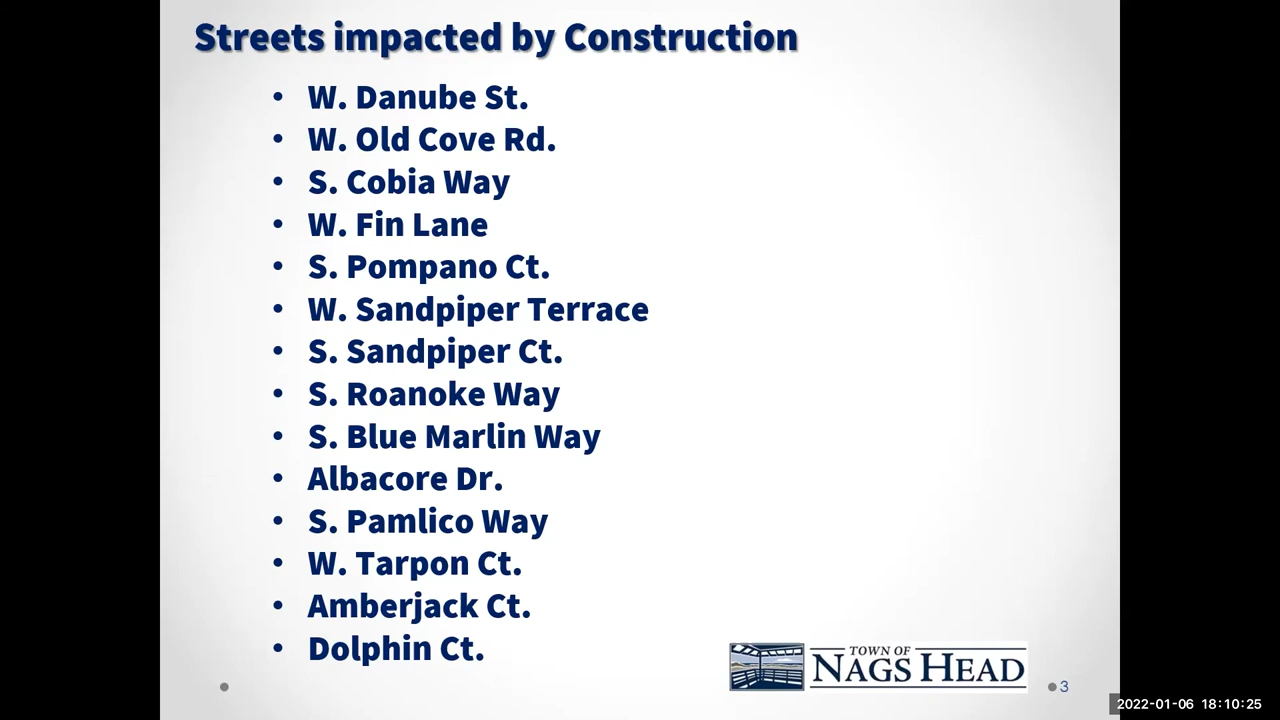 Streets impacted by Construction
• W. Danube St.
• W. Old Cove Rd.
• S. Cobia Way
• W. Fin Lane
• S. Pompano Ct.
• W. Sandpiper Terrace
• S. Sandpiper Ct.
• S. Roanoke Way
• S. Blue Marlin Way
• Albacore Dr.
• S. Pamlico Way
• W. Tarpon Ct.
• Amberjack Ct.
• Dolphin Ct.
TOWN OF
NAGS HEAD
3
2022-01-06 18:10:25